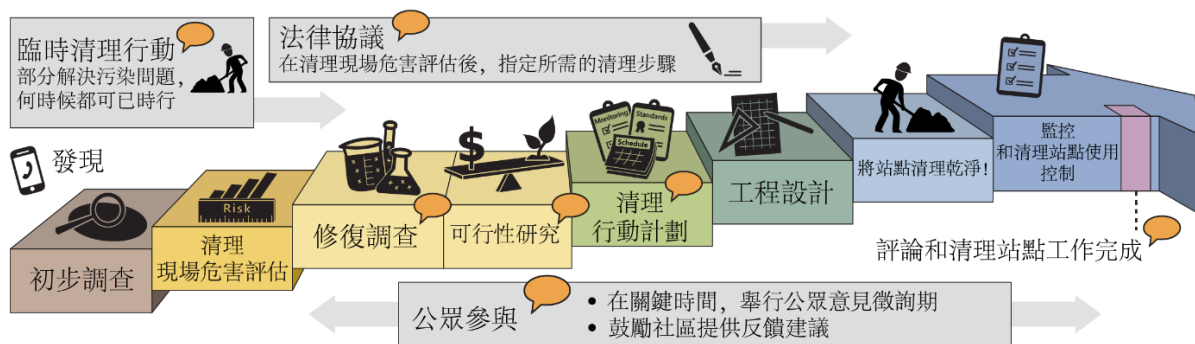 臨時清理行動
部分解決污染問題，
何時候都可已時行
法律協議
在清理現場危害評估後，指定所需的清理步驟
發現
初步調查
Risk
清理
現場危害評估
修復調查
$
可行性研究
Monitoring
Standards
Schedule
清理
行動計劃
工程設計
將站點清理乾淨！
監控
和清理站點使用
控制
評論和清理站點工作完成
公眾參與
• 在關鍵時間，舉行公眾意見徵詢期
• 鼓勵社區提供反饋建議